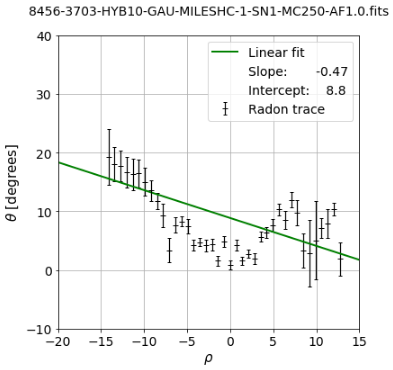 8456-3703-HYB10-GAU-MILESHC-1-SN1-MC250-AF1.0.fits
40
30
20
10
0
−10
θ [degrees]
Linear fit
Slope: -0.47
Intercept: 8.8
Radon trace
−20 −15 −10 −5 0 5 10 15
ρ